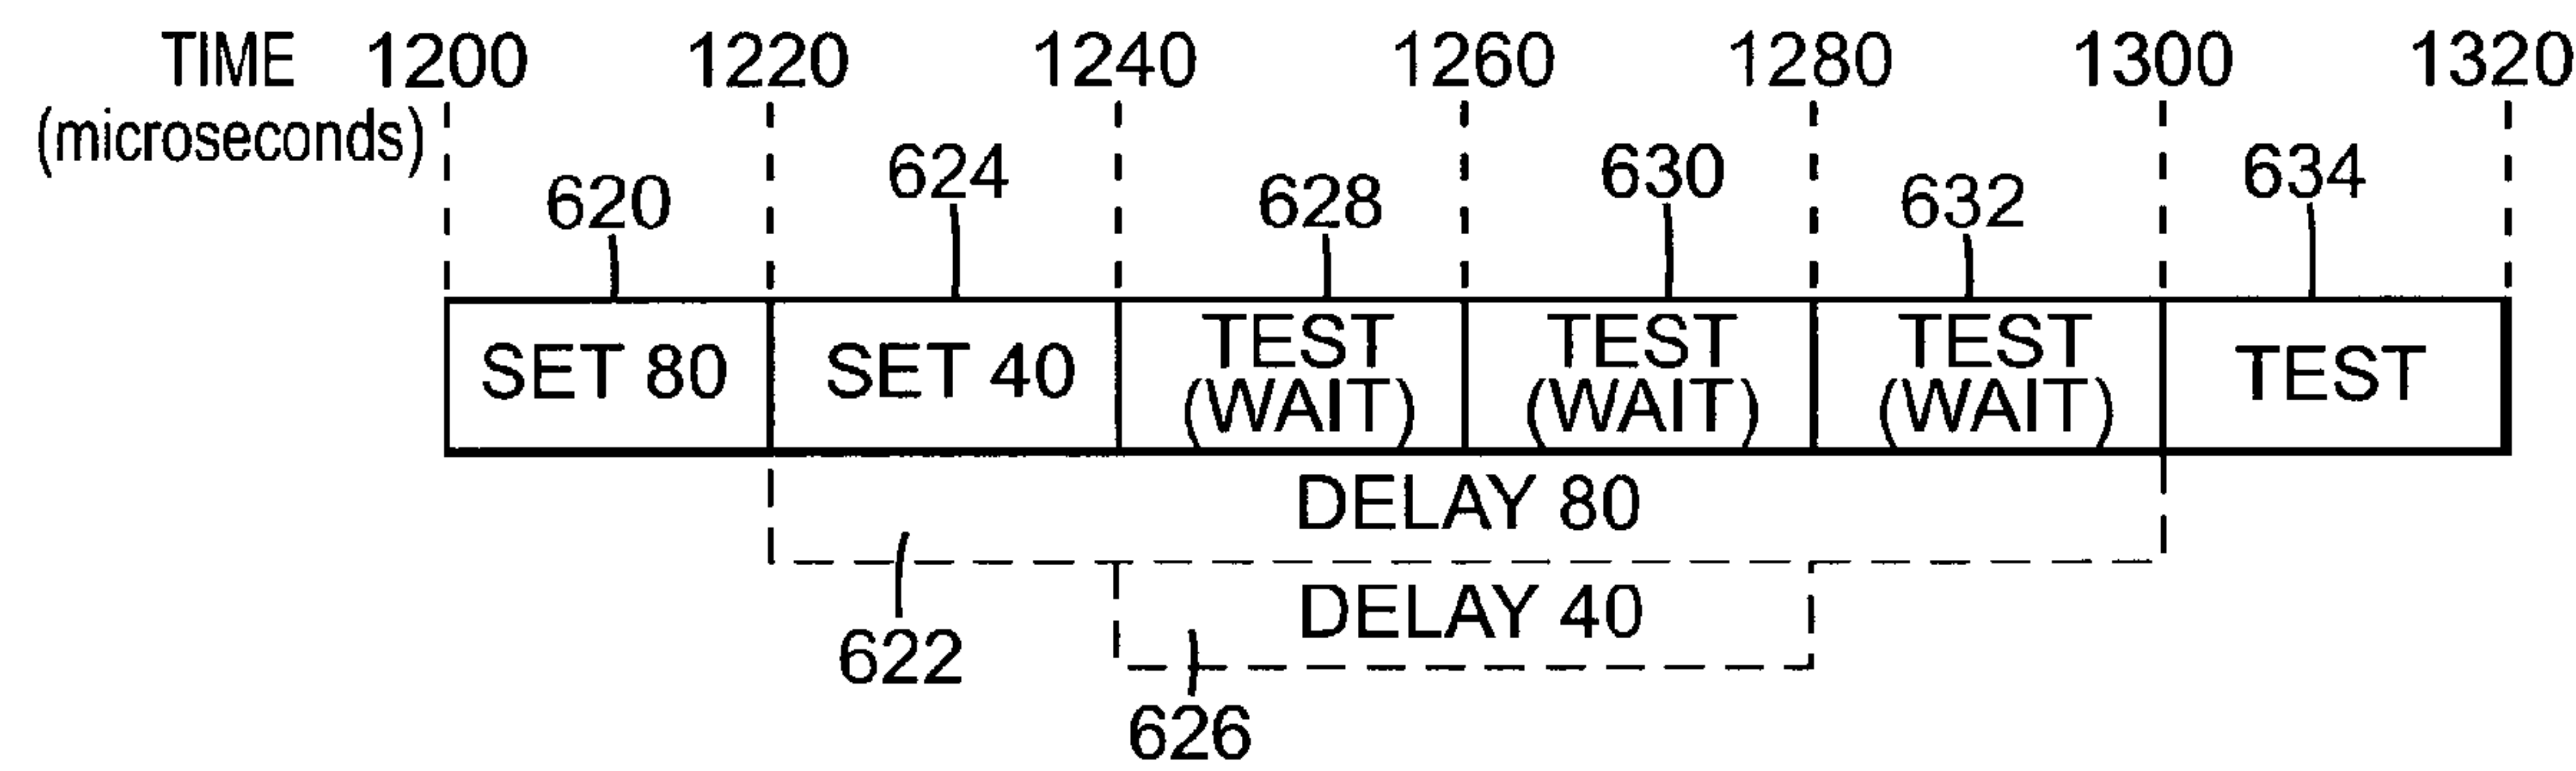 TIME 1200 1220 1240 1260 1280 1300 1320
(microseconds)
620 624 628 630 632 634
SET 80
SET 40
TEST
(WAIT)
TEST
(WAIT)
TEST
(WAIT)
TEST
DELAY 80
622
DELAY 40
626